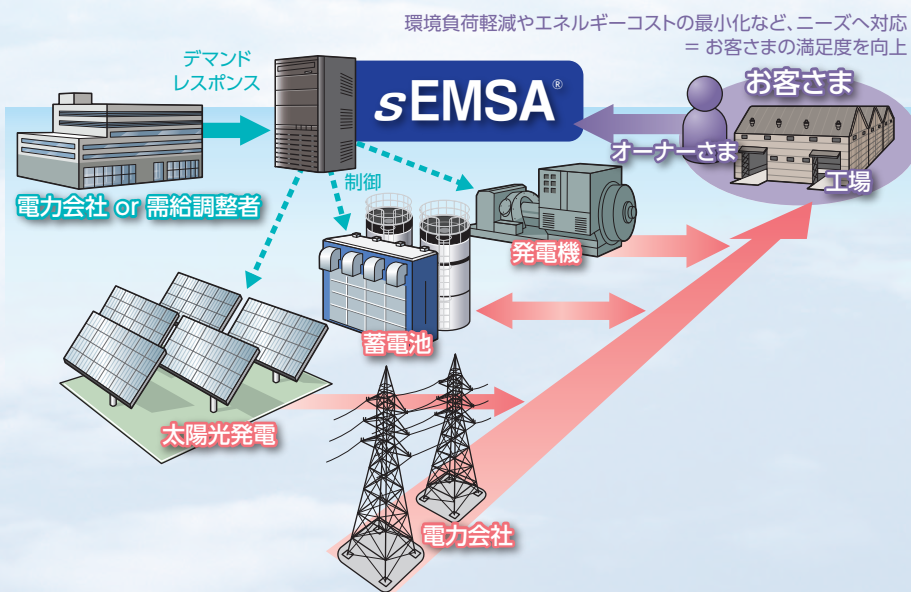 環境負荷軽減やエネルギーコストの最小化など、ニーズへ対応
= お客さまの満足度を向上
デマンド
レスポンス
sEMSA®
お客さま
オーナーさま
工場
電力会社 or 需給調整者
制御
発電機
蓄電池
太陽光発電
電力会社